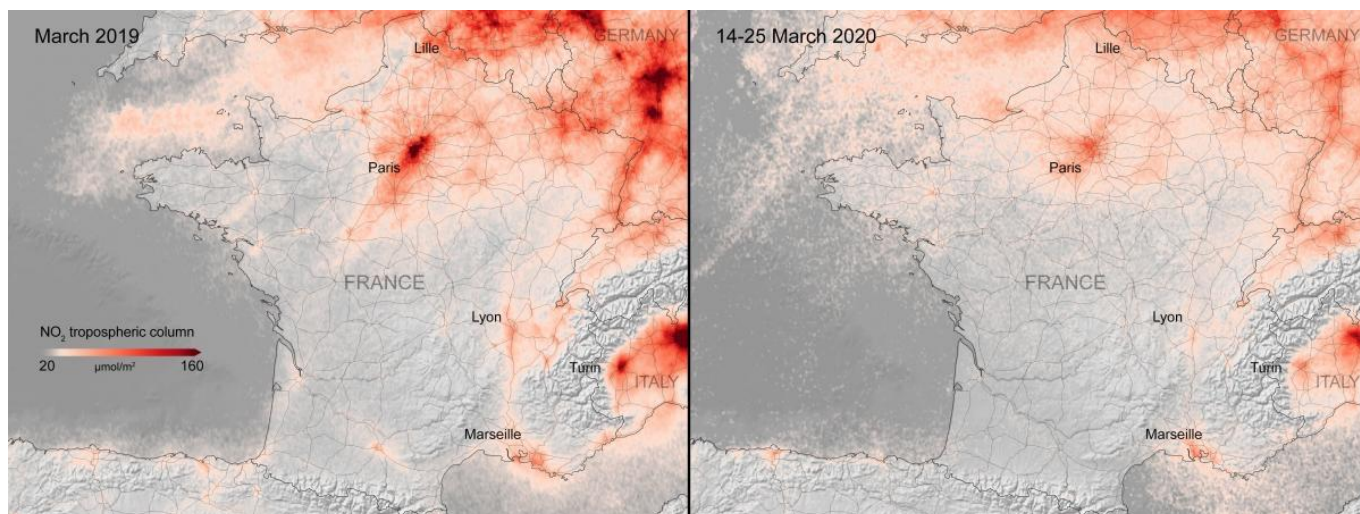 March 2019
Lille
GERMANY
Paris
FRANCE
Lyon
NO₂ tropospheric column
20 160
µmol/m²
Turin
ITALY
Marseille
14-25 March 2020
Lille
GERMANY
Paris
FRANCE
Lyon
Turin
ITALY
Marseille